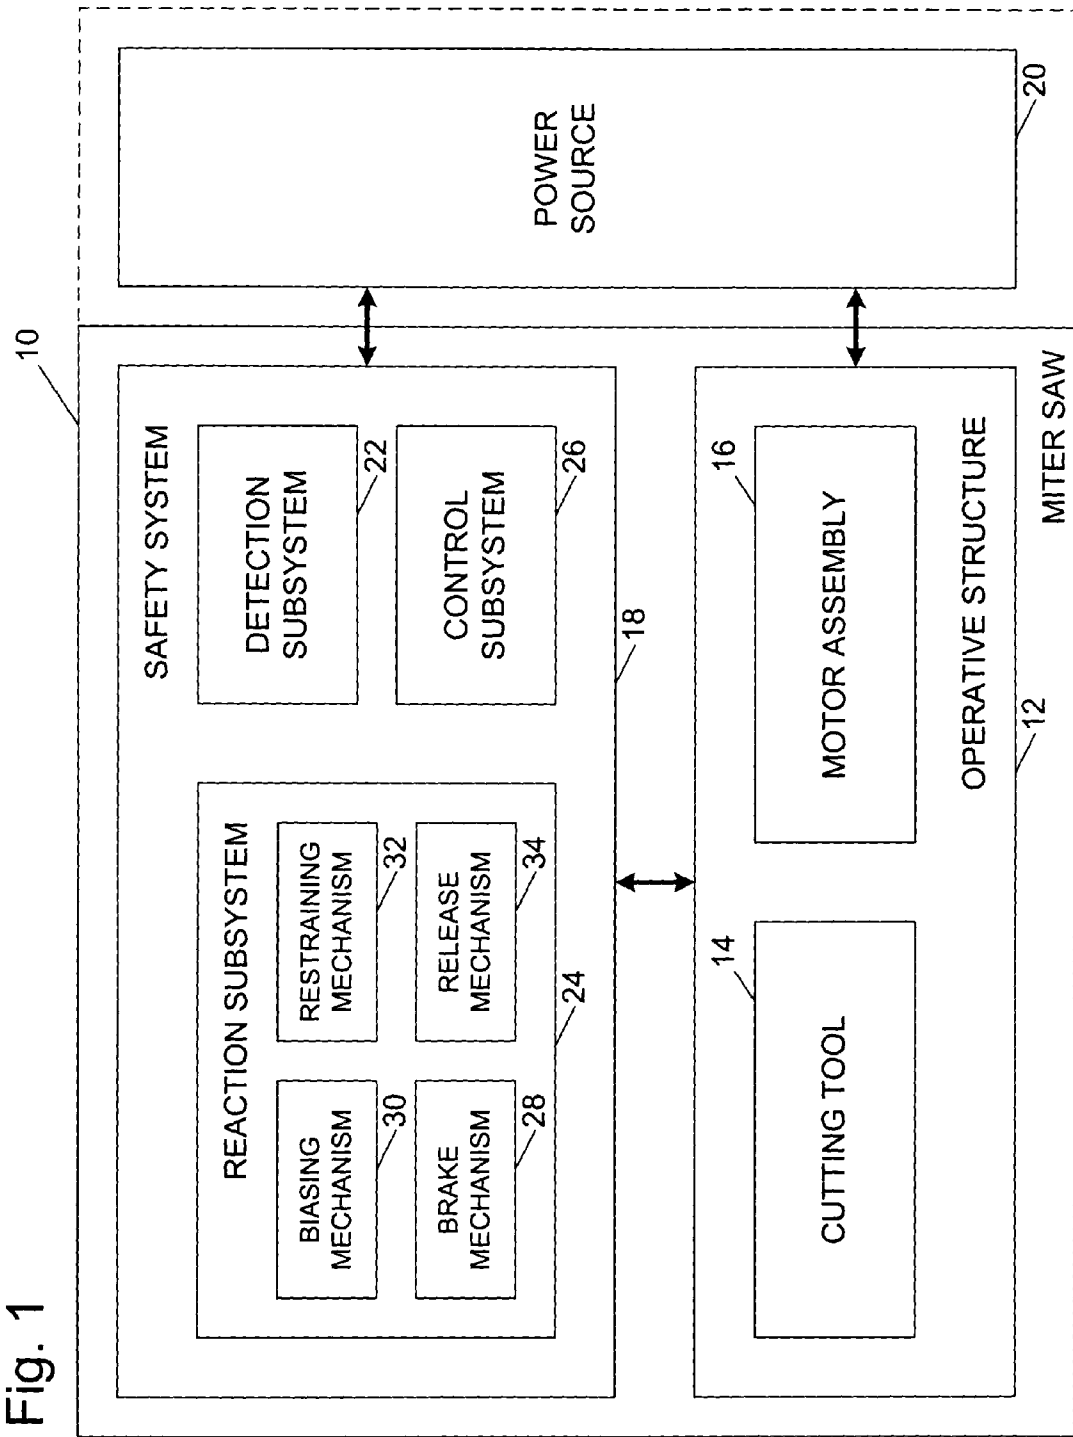 Fig. 1
10
SAFETY SYSTEM
REACTION SUBSYSTEM
BIASING
MECHANISM
30
RESTRAINING
MECHANISM
32
BRAKE
MECHANISM
28
RELEASE
MECHANISM
34
24
DETECTION
SUBSYSTEM
22
CONTROL
SUBSYSTEM
26
18
14
CUTTING TOOL
16
MOTOR ASSEMBLY
OPERATIVE STRUCTURE
12
MITER SAW
POWER
SOURCE
20